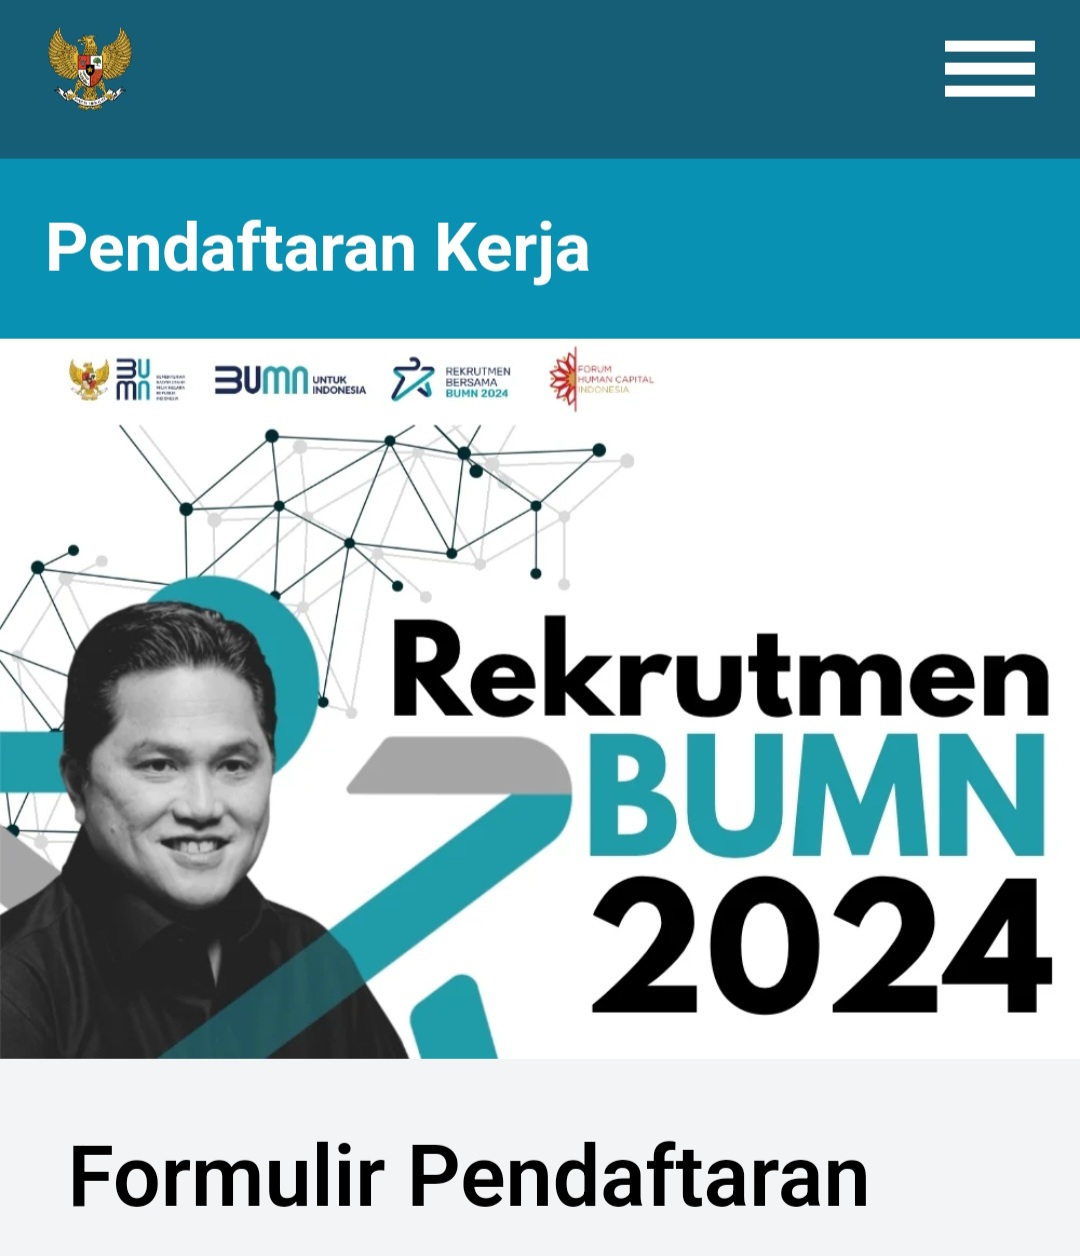 Pendaftaran Kerja
BUMN
BUMN UNTUK INDONESIA
REKRUTMEN
BERSAMA
BUMN 2024
FORUM
HUMAN CAPITAL
INDONESIA
Rekrutmen
BUMN
2024
Formulir Pendaftaran